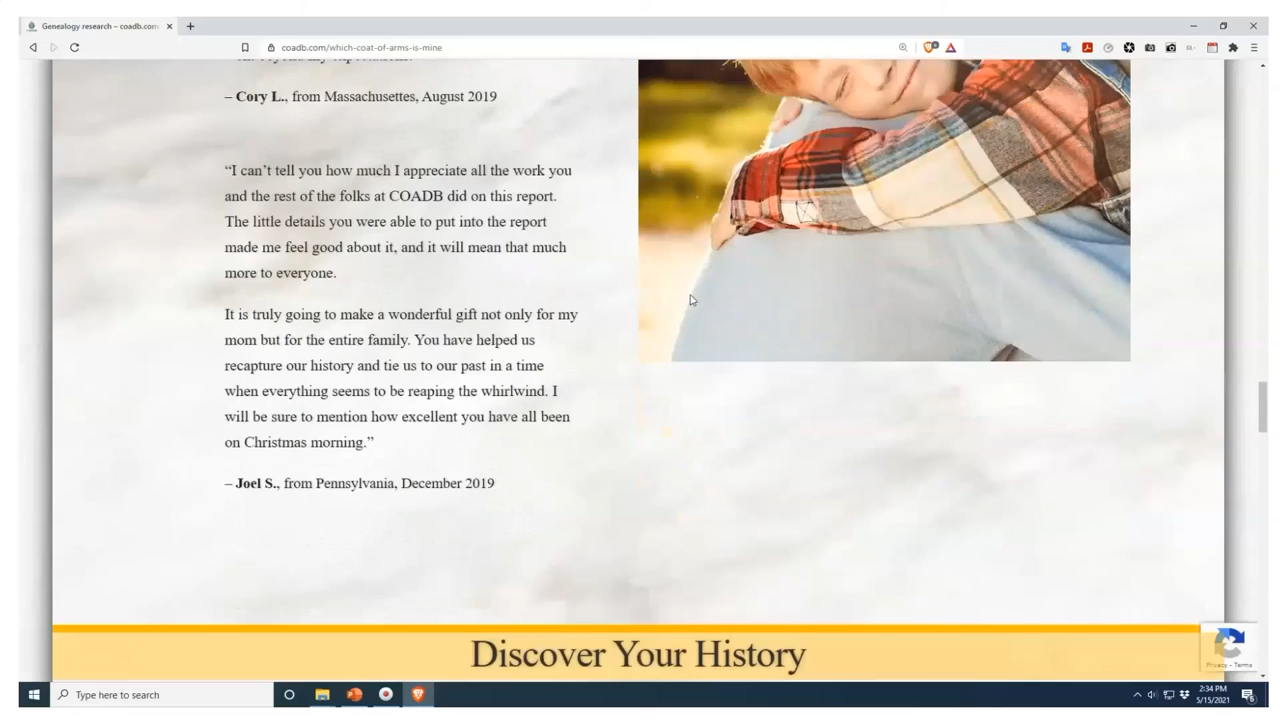 Genealogy research – coadb.com
coadb.com/which-coat-of-arms-is-mine
– Cory L., from Massachusettes, August 2019
“I can’t tell you how much I appreciate all the work you
and the rest of the folks at COADB did on this report.
The little details you were able to put into the report
made me feel good about it, and it will mean that much
more to everyone.
It is truly going to make a wonderful gift not only for my
mom but for the entire family. You have helped us
recapture our history and tie us to our past in a time
when everything seems to be reaping the whirlwind. I
will be sure to mention how excellent you have all been
on Christmas morning.”
– Joel S., from Pennsylvania, December 2019
Discover Your History
Privacy - Terms
Type here to search
2:34 PM
5/15/2021